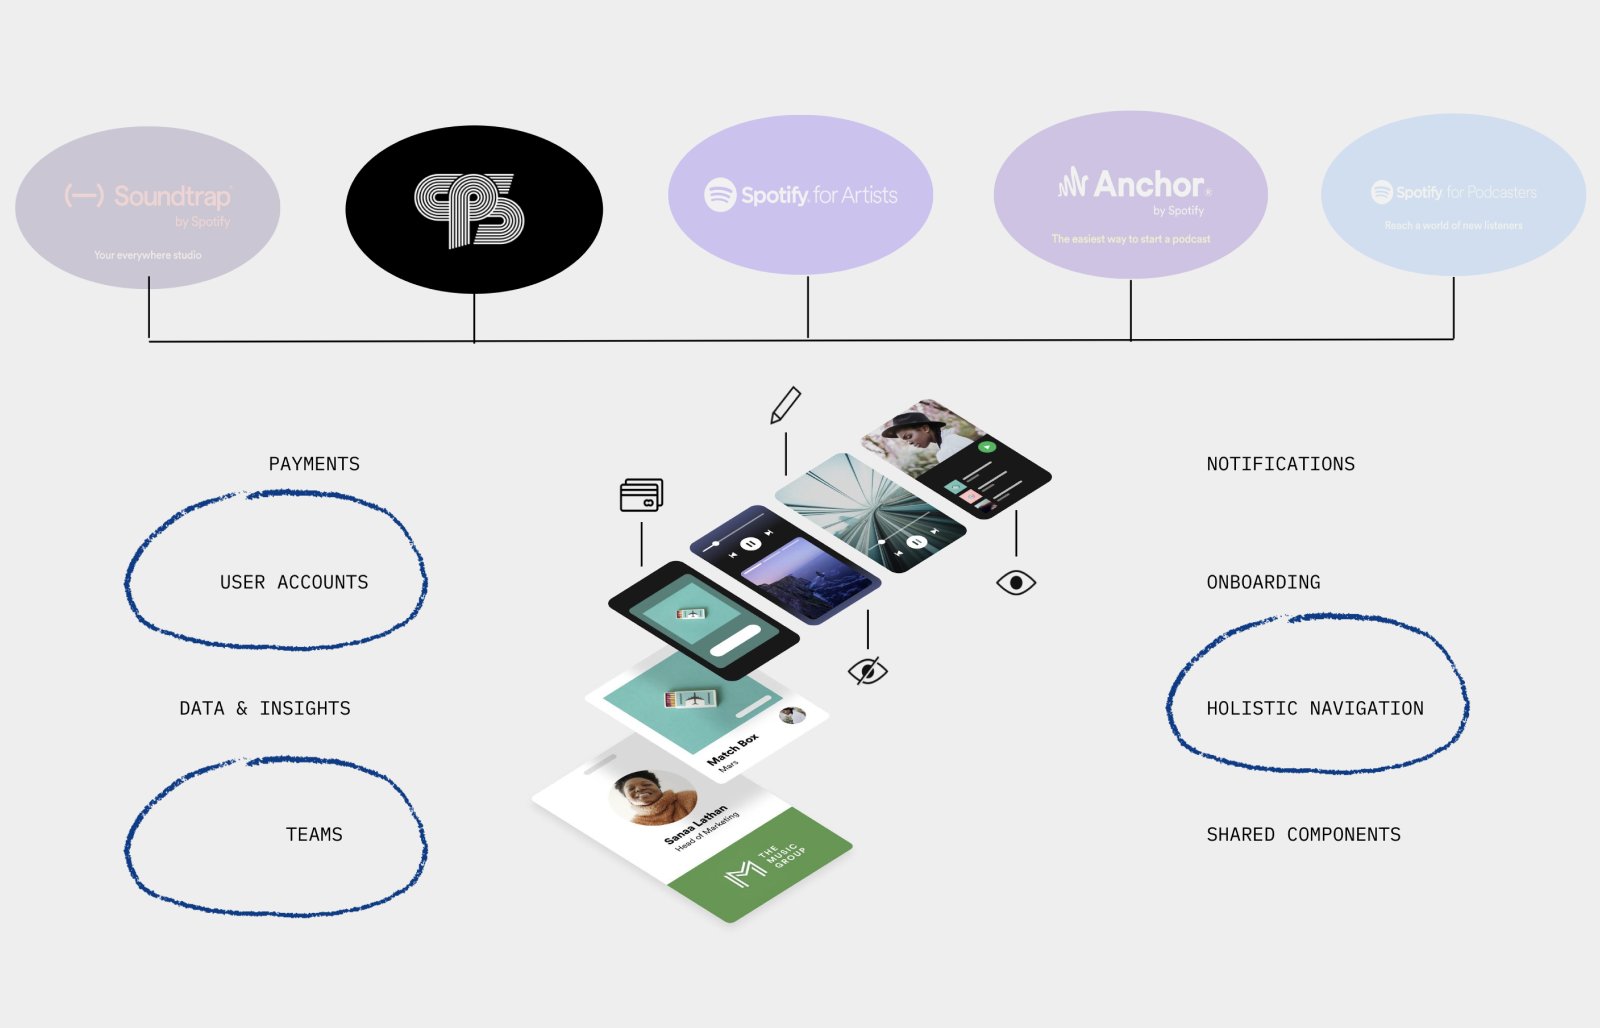 Soundtrap
by Spotify
Your everywhere studio
Spotify for Artists
Anchor®
by Spotify
The easiest way to start a podcast
Spotify for Podcasters
Reach a world of new listeners
PAYMENTS
USER ACCOUNTS
DATA & INSIGHTS
TEAMS
Match Box
Mars
Sanaa Lathan
Head of Marketing
THE
MUSIC
GROUP
NOTIFICATIONS
ONBOARDING
HOLISTIC NAVIGATION
SHARED COMPONENTS